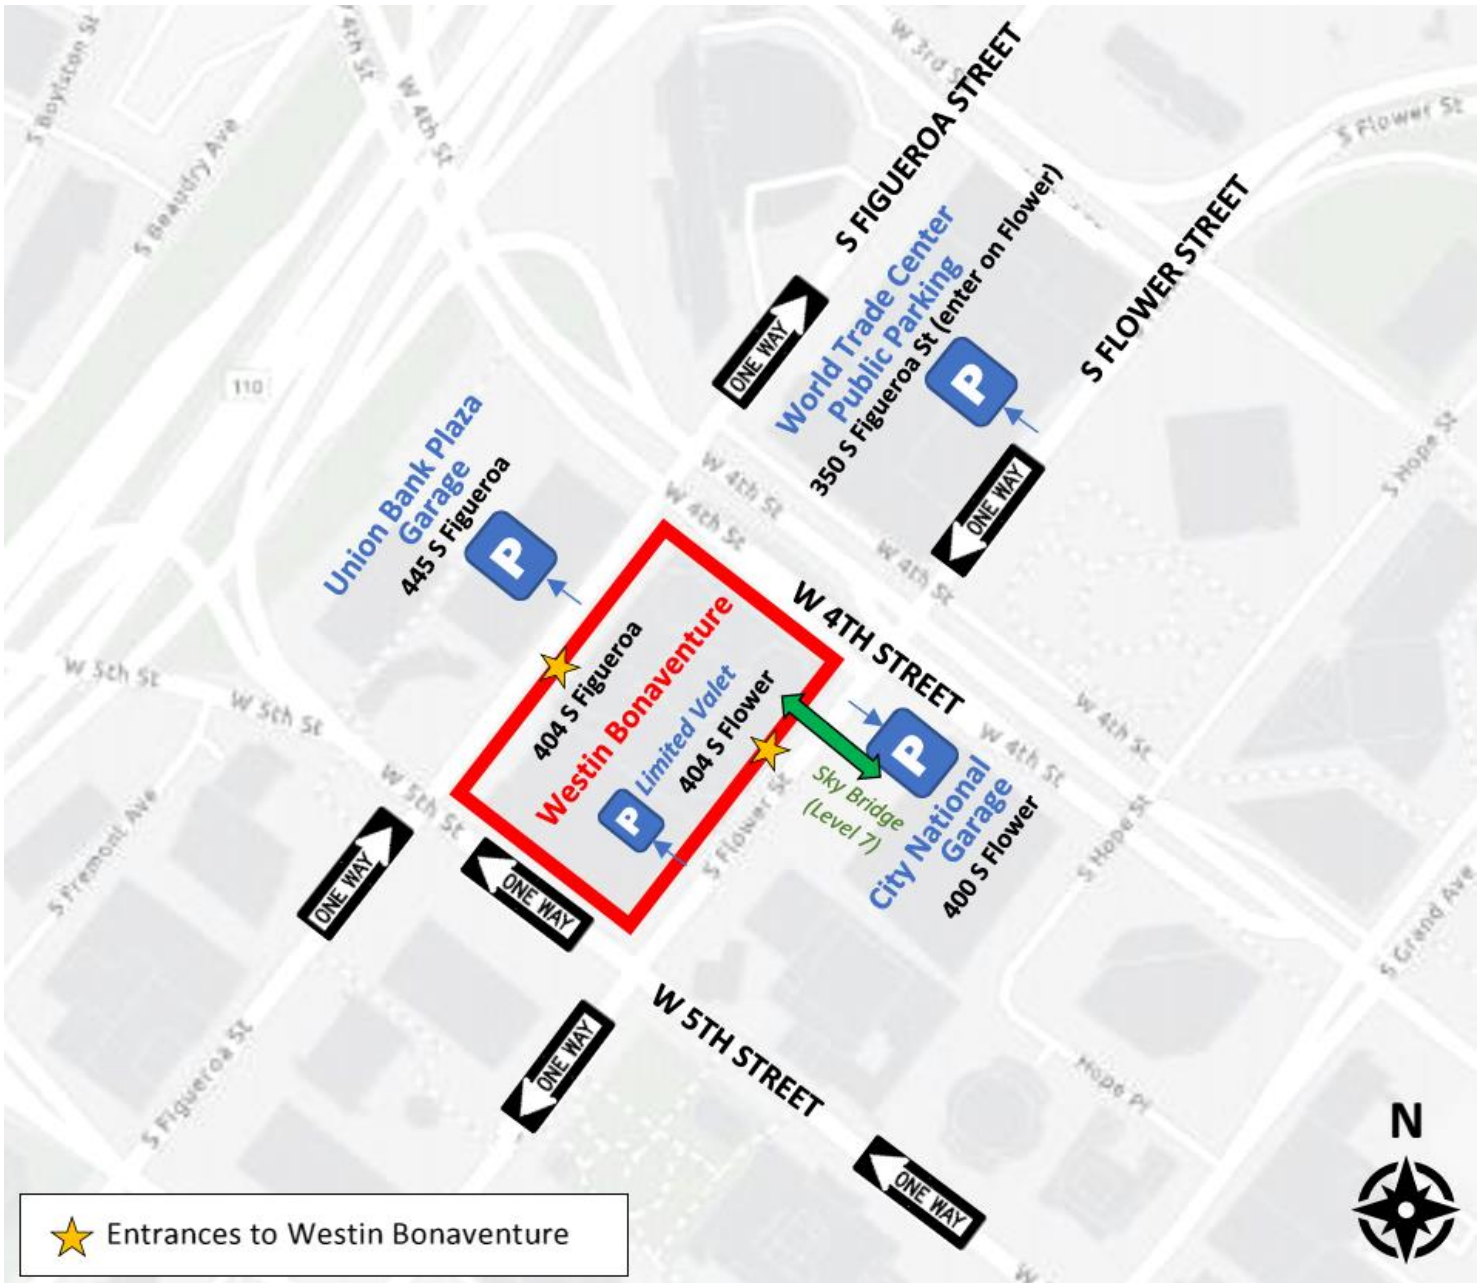 S Boylston St
4th St
W 4th St
W 3rd S
S FIGUEROA STREET
S Flower St
S Beaudry Ave
World Trade Center
Public Parking
350 S Figueroa St (enter on Flower)
P
S FLOWER STREET
110
ONE WAY
ONE WAY
S Hope St
Union Bank Plaza
Garage
445 S Figueroa
P
W 4th St
W 4th St
W 4th St
W 4TH STREET
W 4th St
W 4th St
W 5th St
W 5th St
W 5th St
404 S Figueroa
Westin Bonaventure
Limited Valet
404 S Flower
P
S Flower St
Sky Bridge
(Level 7)
P
City National
Garage
400 S Flower
S Hope St
S Grand Ave
S Fremont Ave
ONE WAY
ONE WAY
ONE WAY
W 5TH STREET
S Figueroa St
Hope Pl
ONE WAY
N
Entrances to Westin Bonaventure